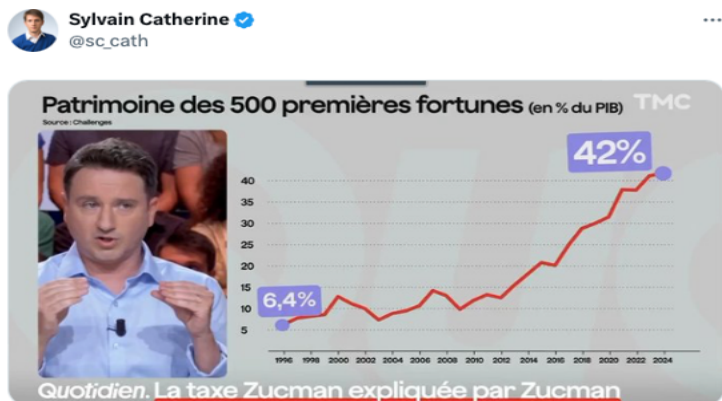 Sylvain Catherine
@sc_cath
Patrimoine des 500 premières fortunes (en % du PIB) TMC
Source : Challenges
42%
40
35
30
25
20
15
10
5
6,4%
1996 1998 2000 2002 2004 2006 2008 2010 2012 2014 2016 2018 2020 2022 2024
Quotidien. La taxe Zucman expliquée par Zucman